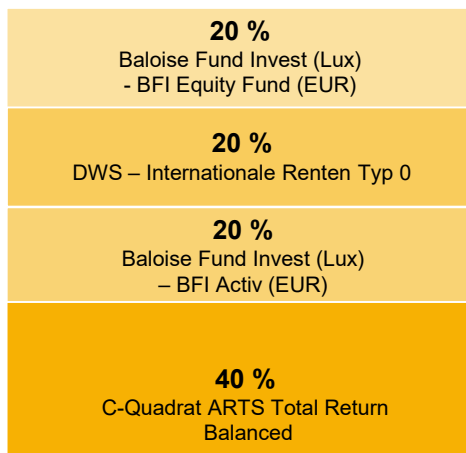 20 %
Baloise Fund Invest (Lux)
- BFI Equity Fund (EUR)
20 %
DWS – Internationale Renten Typ 0
20 %
Baloise Fund Invest (Lux)
– BFI Activ (EUR)
40 %
C-Quadrat ARTS Total Return
Balanced